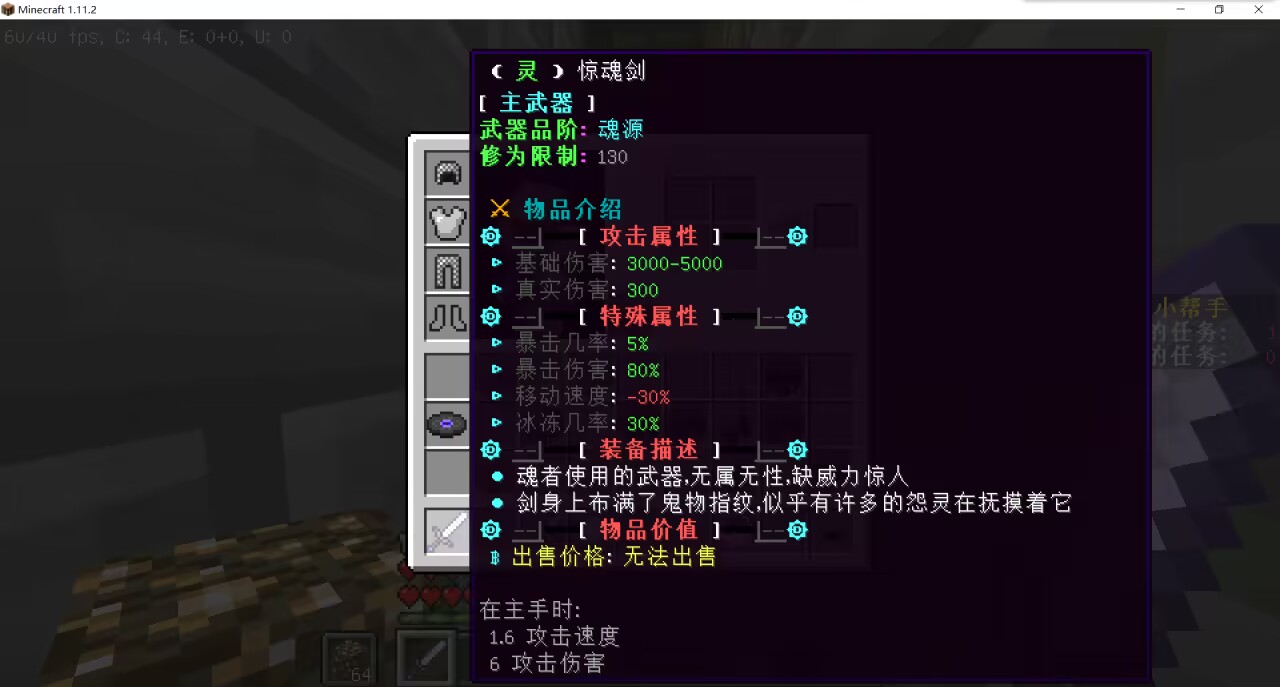 Minecraft 1.11.2
60/40 fps, C: 44, E: 0+0, U: 0
☾ 灵 ☽ 惊魂剑
[ 主武器 ]
武器品阶: 魂源
修为限制: 130
⚔ 物品介绍
[ 攻击属性 ]
基础伤害: 3000-5000
真实伤害: 300
[ 特殊属性 ]
暴击几率: 5%
暴击伤害: 80%
移动速度: -30%
冰冻几率: 30%
[ 装备描述 ]
魂者使用的武器,无属无性,缺威力惊人
剑身上布满了鬼物指纹,似乎有许多的怨灵在抚摸着它
[ 物品价值 ]
出售价格: 无法出售
在主手时:
1.6 攻击速度
6 攻击伤害
小帮手
的任务:
的任务:
64